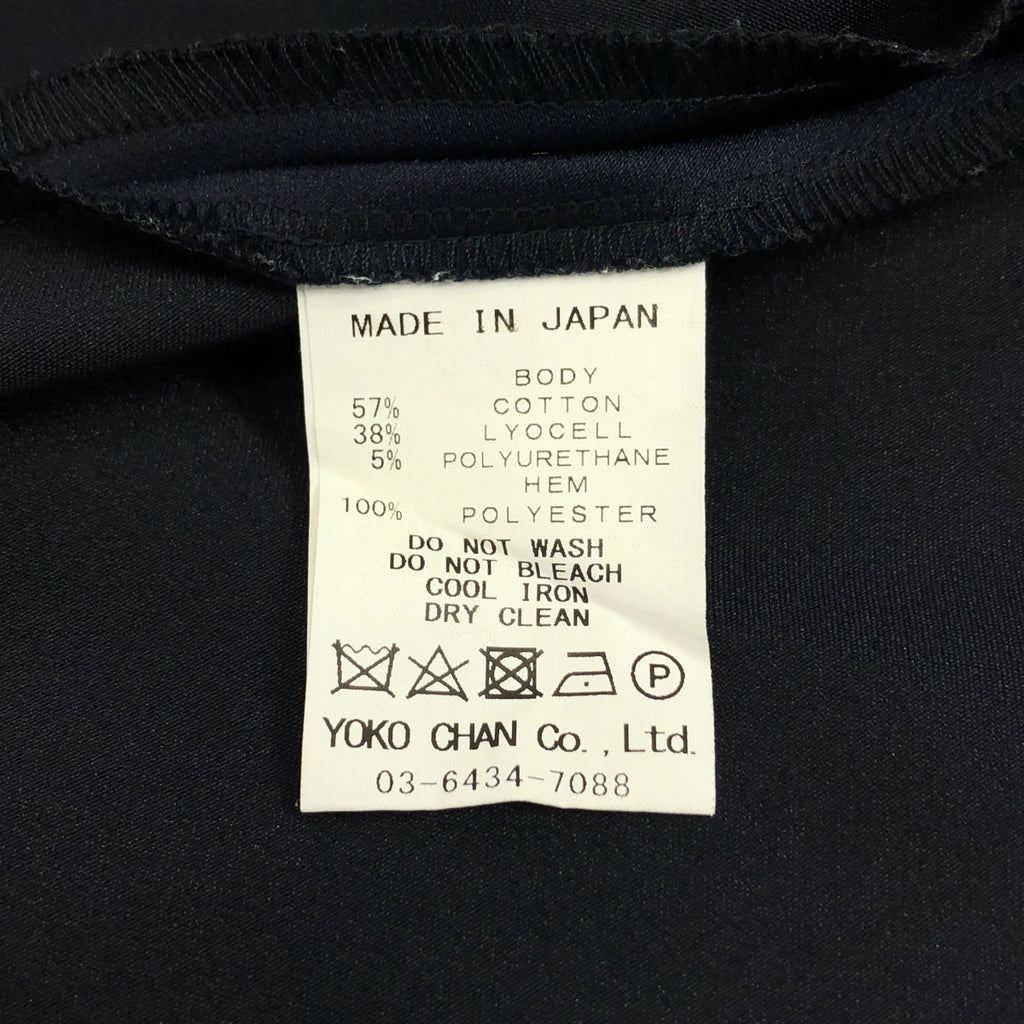 MADE IN JAPAN
BODY
57% COTTON
38% LYOCELL
5% POLYURETHANE
HEM
100% POLYESTER
DO NOT WASH
DO NOT BLEACH
COOL IRON
DRY CLEAN
P
YOKO CHAN Co., Ltd.
03-6434-7088